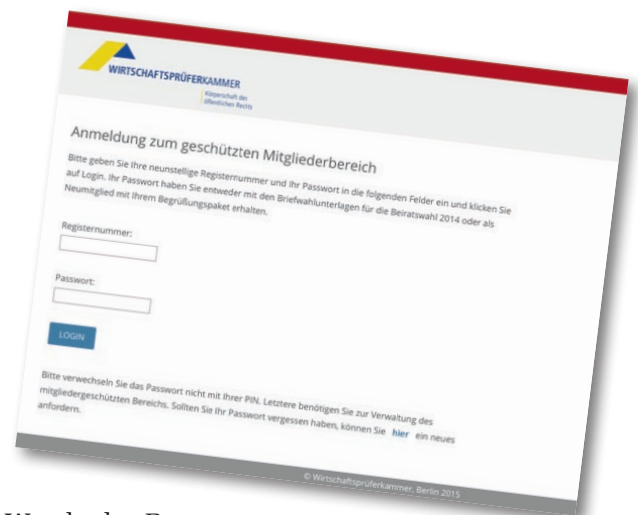 WIRTSCHAFTSPRÜFERKAMMER
Körperschaft des
öffentlichen Rechts
Anmeldung zum geschützten Mitgliederbereich
Bitte geben Sie Ihre neunstellige Registernummer und Ihr Passwort in die folgenden Felder ein und klicken Sie
auf Login. Ihr Passwort haben Sie entweder mit den Briefwahlunterlagen für die Beiratswahl 2014 oder als
Neumitglied mit Ihrem Begrüßungspaket erhalten.
Registernummer:
Passwort:
LOGIN
Bitte verwechseln Sie das Passwort nicht mit Ihrer PIN. Letztere benötigen Sie zur Verwaltung des
mitgliedergeschützten Bereichs. Sollten Sie Ihr Passwort vergessen haben, können Sie hier ein neues
anfordern.
© Wirtschaftsprüferkammer, Berlin 2015